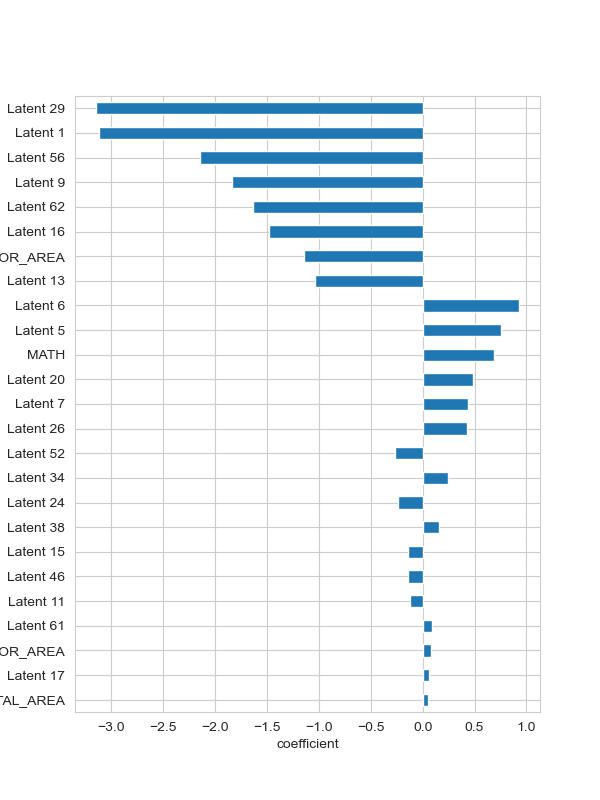 Latent 29
Latent 1
Latent 56
Latent 9
Latent 62
Latent 16
OR_AREA
Latent 13
Latent 6
Latent 5
MATH
Latent 20
Latent 7
Latent 26
Latent 52
Latent 34
Latent 24
Latent 38
Latent 15
Latent 46
Latent 11
Latent 61
OR_AREA
Latent 17
TAL_AREA
−3.0 −2.5 −2.0 −1.5 −1.0 −0.5 0.0 0.5 1.0
coefficient